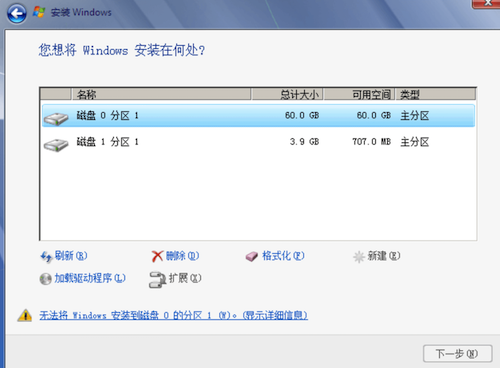 安装 Windows
您想将 Windows 安装在何处?
名称 总计大小 可用空间 类型
磁盘 0 分区 1 60.0 GB 60.0 GB 主分区
磁盘 1 分区 1 3.9 GB 707.0 MB 主分区
刷新(R) 删除(D) 格式化(F) 新建(E)
加载驱动程序(L) 扩展(X)
无法将 Windows 安装到磁盘 0 的分区 1 (W)。(显示详细信息)
下一步(N)